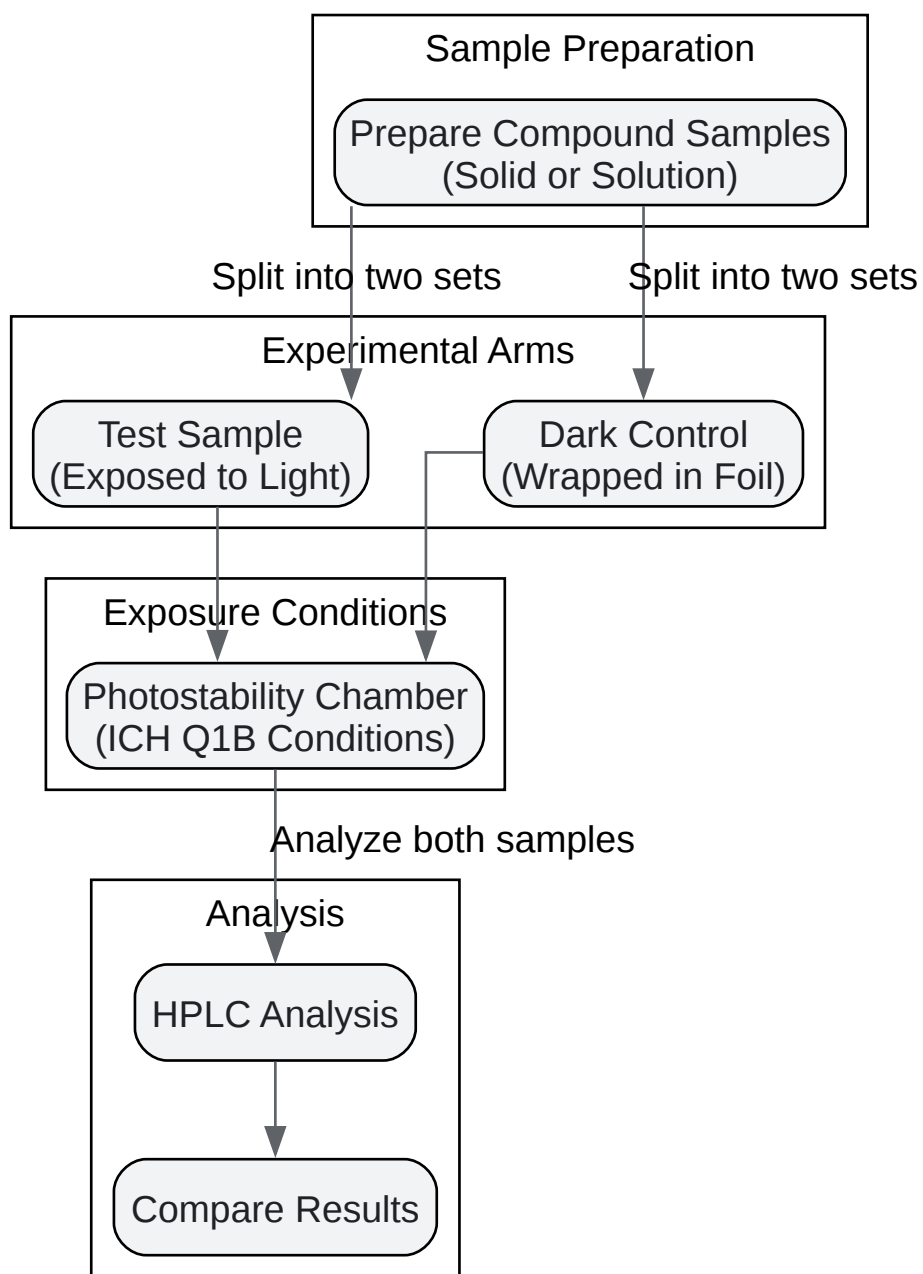 Sample Preparation
Prepare Compound Samples
(Solid or Solution)
Split into two sets
Split into two sets
Experimental Arms
Test Sample
(Exposed to Light)
Dark Control
(Wrapped in Foil)
Exposure Conditions
Photostability Chamber
(ICH Q1B Conditions)
Analyze both samples
Analysis
HPLC Analysis
Compare Results